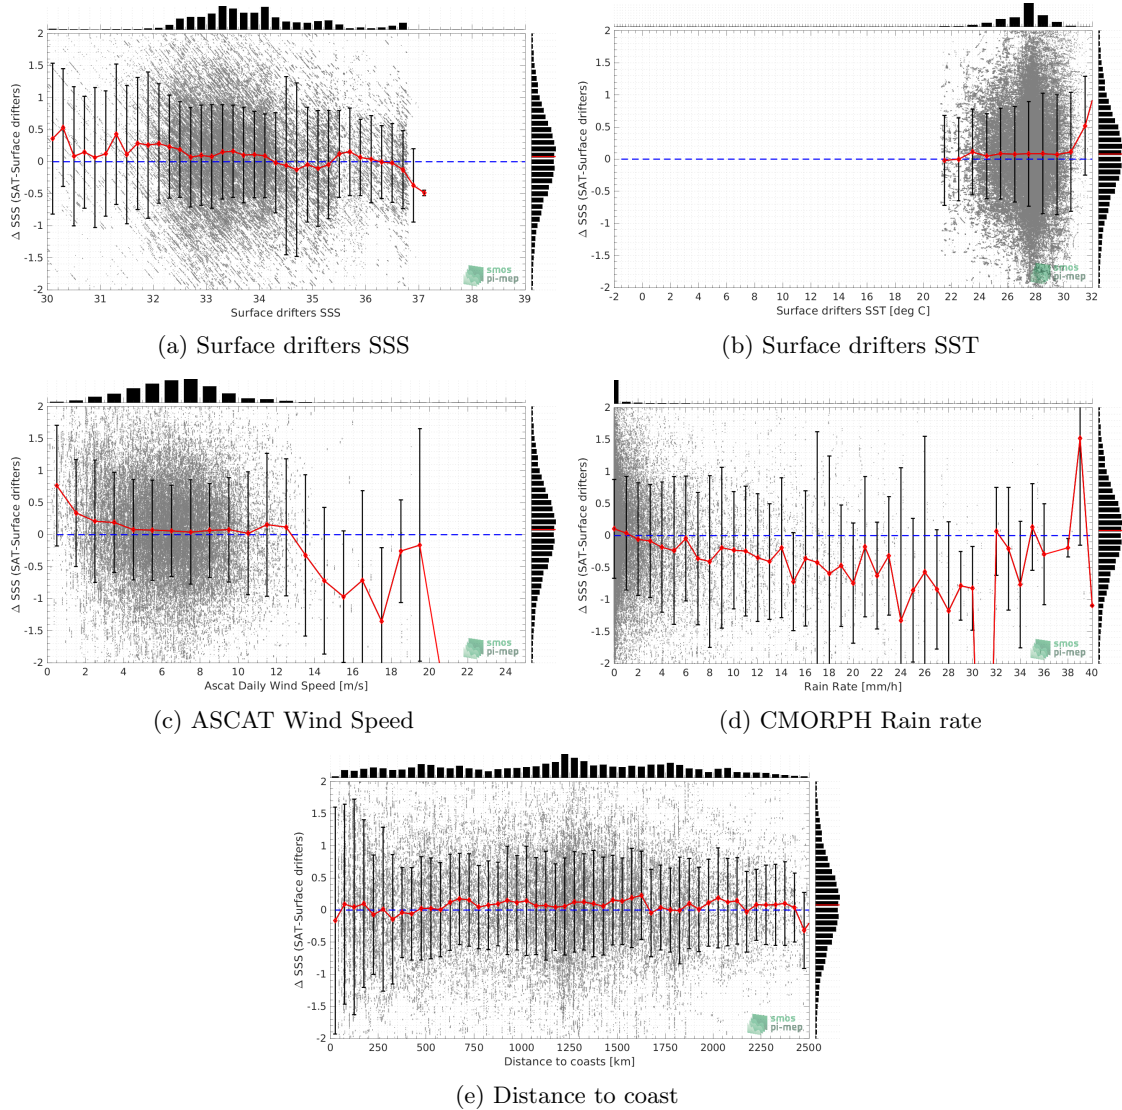 2
1.5
1
0.5
0
-0.5
-1
-1.5
-2
Δ SSS (SAT-Surface drifters)
30 31 32 33 34 35 36 37 38 39
Surface drifters SSS
smos
pi-mep
(a) Surface drifters SSS
2
1.5
1
0.5
0
-0.5
-1
-1.5
-2
Δ SSS (SAT-Surface drifters)
-2 0 2 4 6 8 10 12 14 16 18 20 22 24 26 28 30 32
Surface drifters SST [deg C]
smos
pi-mep
(b) Surface drifters SST
2
1.5
1
0.5
0
-0.5
-1
-1.5
-2
Δ SSS (SAT-Surface drifters)
0 2 4 6 8 10 12 14 16 18 20 22 24
Ascat Daily Wind Speed [m/s]
smos
pi-mep
(c) ASCAT Wind Speed
2
1.5
1
0.5
0
-0.5
-1
-1.5
-2
Δ SSS (SAT-Surface drifters)
0 2 4 6 8 10 12 14 16 18 20 22 24 26 28 30 32 34 36 38 40
Rain Rate [mm/h]
smos
pi-mep
(d) CMORPH Rain rate
2
1.5
1
0.5
0
-0.5
-1
-1.5
-2
Δ SSS (SAT-Surface drifters)
0 250 500 750 1000 1250 1500 1750 2000 2250 2500
Distance to coasts [km]
smos
pi-mep
(e) Distance to coast